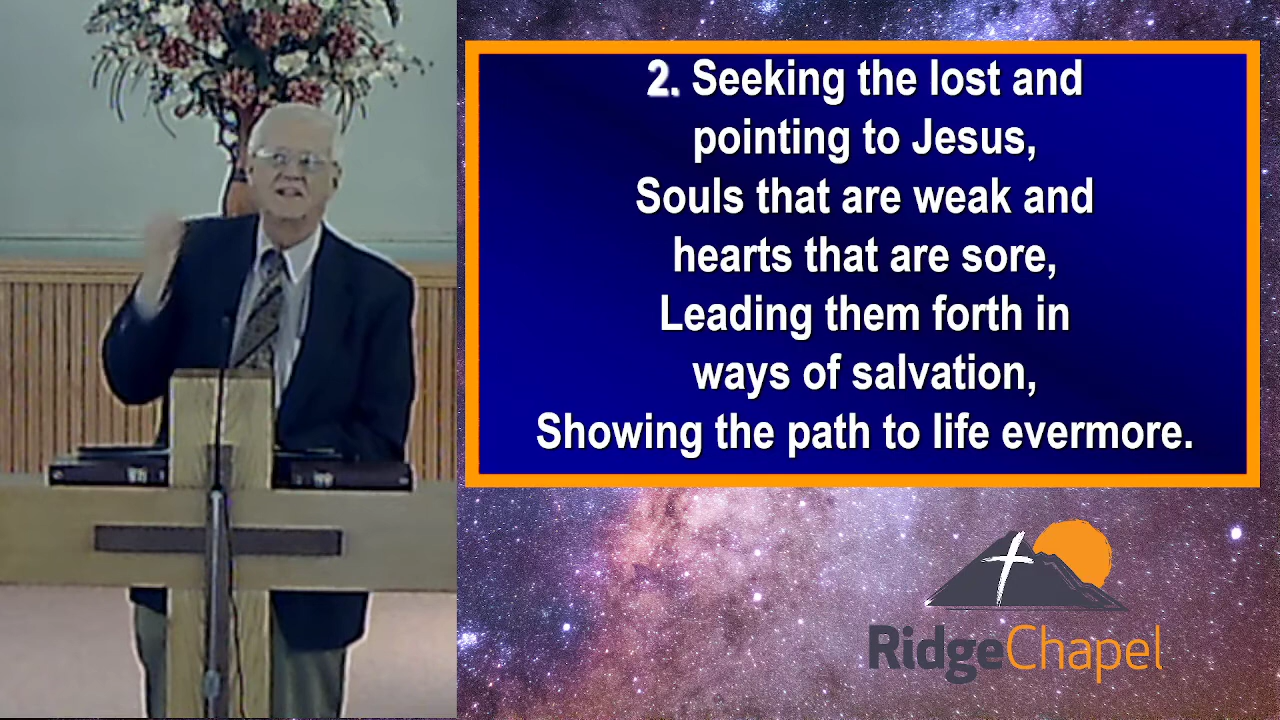 2. Seeking the lost and
pointing to Jesus,
Souls that are weak and
hearts that are sore,
Leading them forth in
ways of salvation,
Showing the path to life evermore.
RidgeChapel